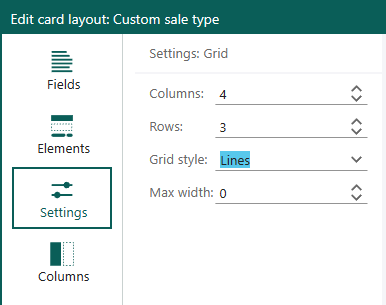 Edit card layout: Custom sale type
Fields
Elements
Settings
Columns
Settings: Grid
Columns: 4
Rows: 3
Grid style: Lines
Max width: 0